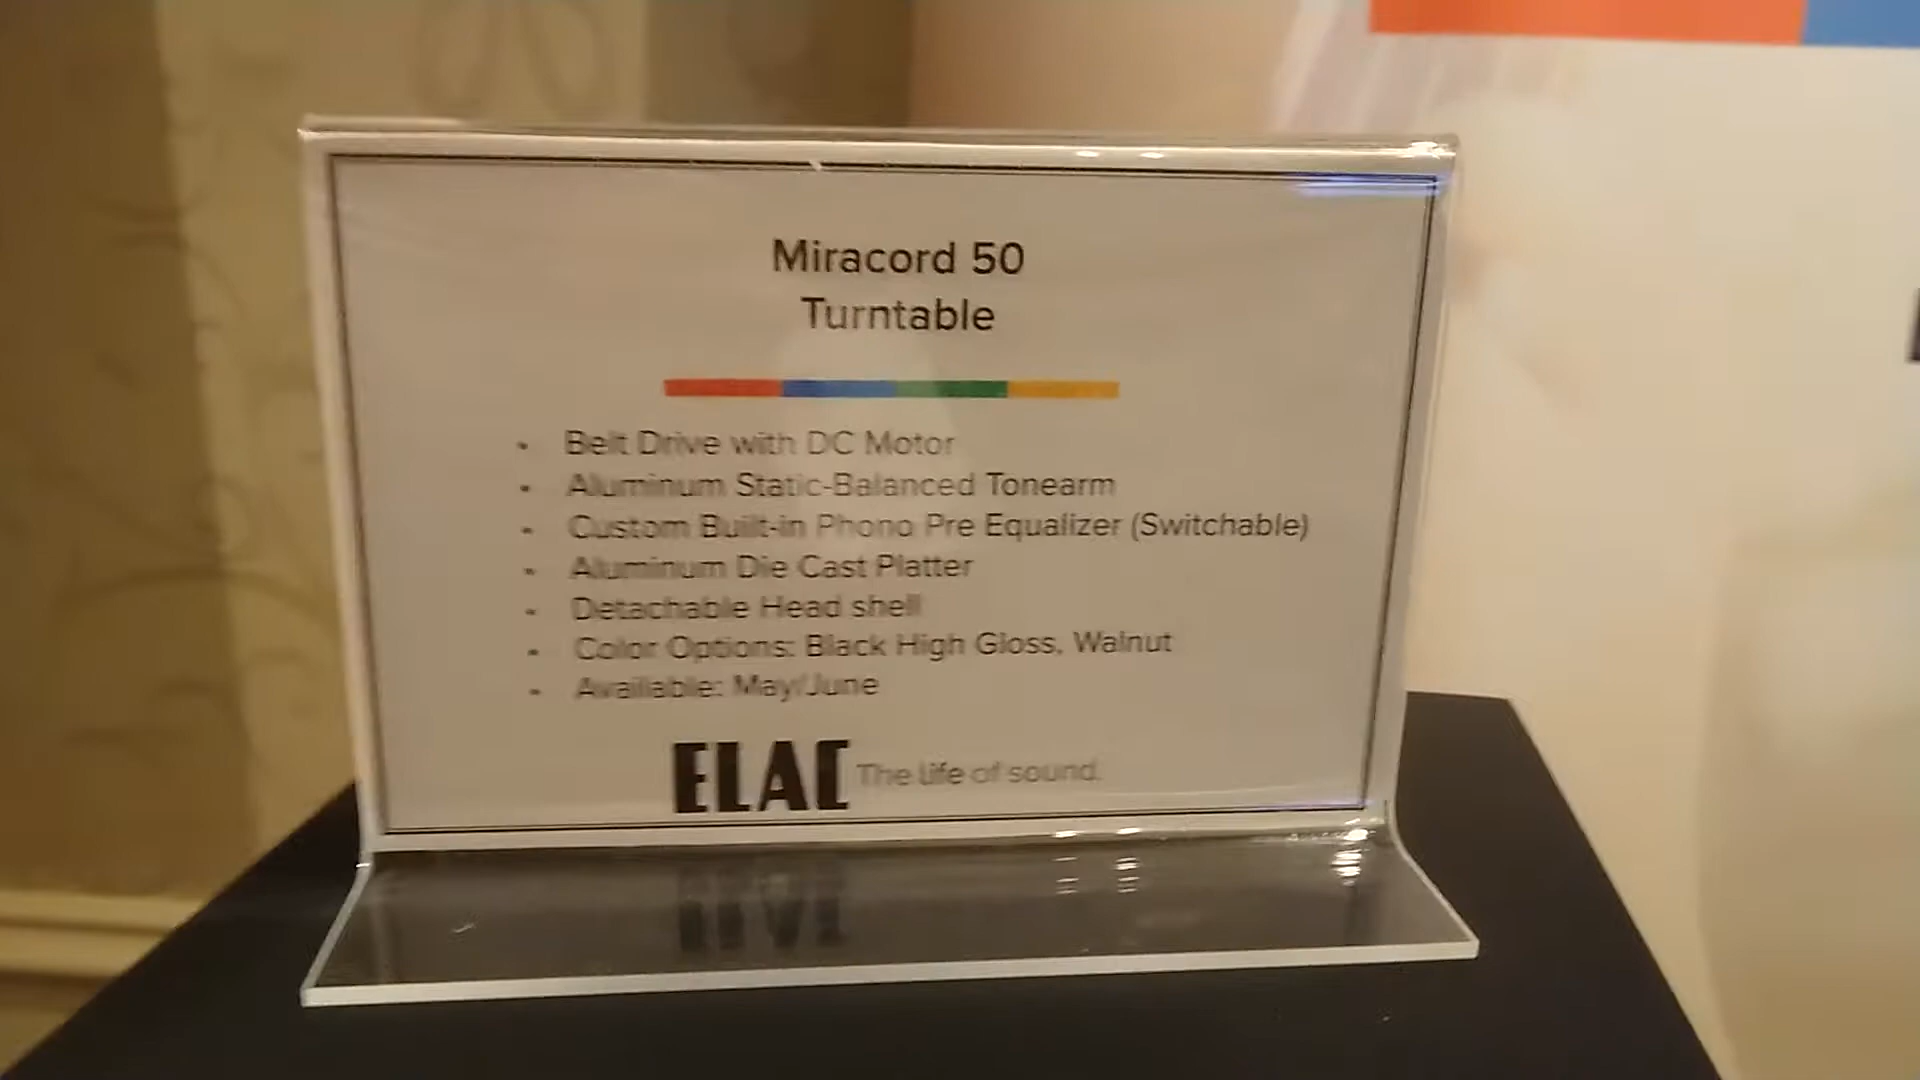 Miracord 50
Turntable
- Belt Drive with DC Motor
- Aluminum Static-Balanced Tonearm
- Custom Built-in Phono Pre Equalizer (Switchable)
- Aluminum Die Cast Platter
- Detachable Head shell
- Color Options: Black High Gloss, Walnut
- Available: May/June
ELAC The life of sound.